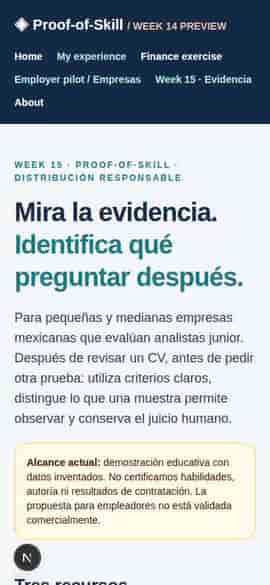 Proof-of-Skill / WEEK 14 PREVIEW
Home My experience Finance exercise
Employer pilot / Empresas Week 15 · Evidencia
About
WEEK 15 · PROOF-OF-SKILL ·
DISTRIBUCIÓN RESPONSABLE
Mira la evidencia.
Identifica qué
preguntar después.
Para pequeñas y medianas empresas
mexicanas que evalúan analistas junior.
Después de revisar un CV, antes de pedir
otra prueba: utiliza criterios claros,
distingue lo que una muestra permite
observar y conserva el juicio humano.
Alcance actual: demostración educativa con
datos inventados. No certificamos habilidades,
autoría ni resultados de contratación. La
propuesta para empleadores no está validada
comercialmente.
N
Tres recursos